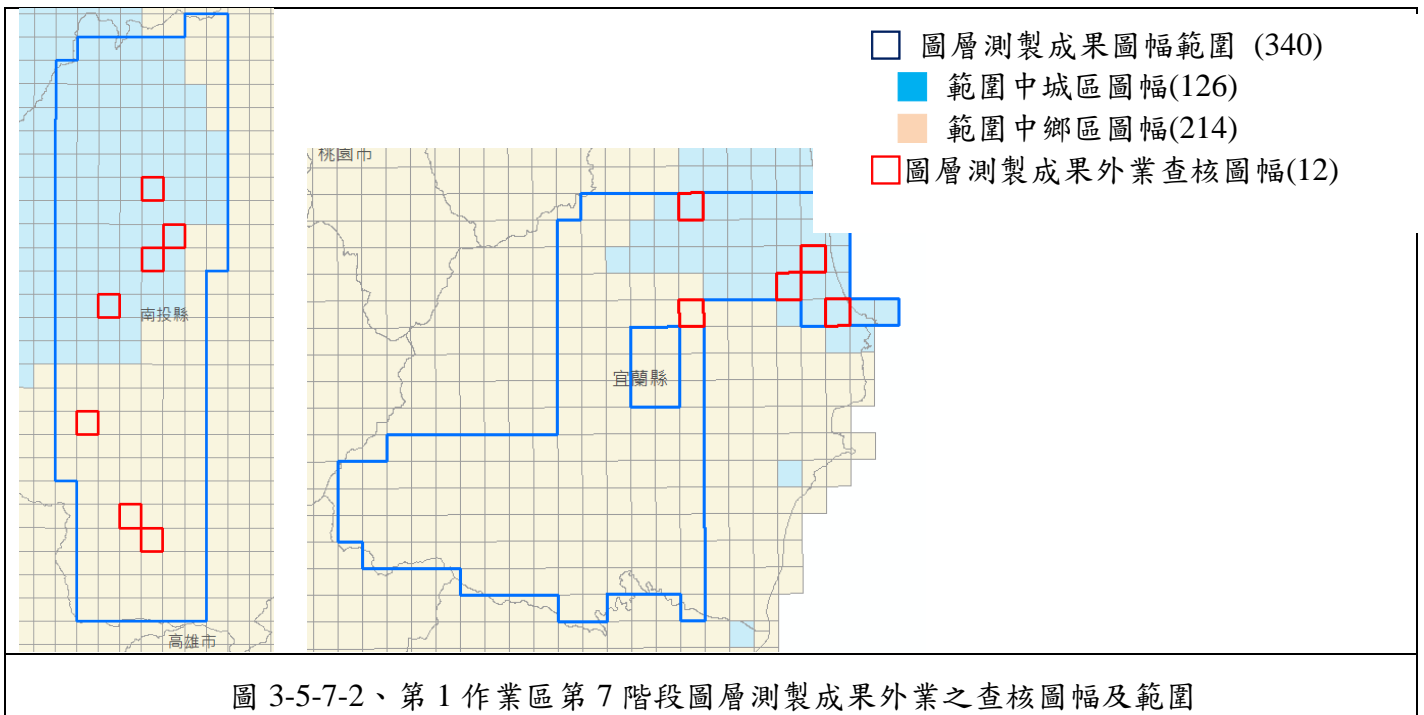 圖層測製成果圖幅範圍 (340)
範圍中城區圖幅(126)
範圍中鄉區圖幅(214)
圖層測製成果外業查核圖幅(12)
桃園市
南投縣
宜蘭縣
高雄市
圖 3-5-7-2、第 1 作業區第 7 階段圖層測製成果外業之查核圖幅及範圍